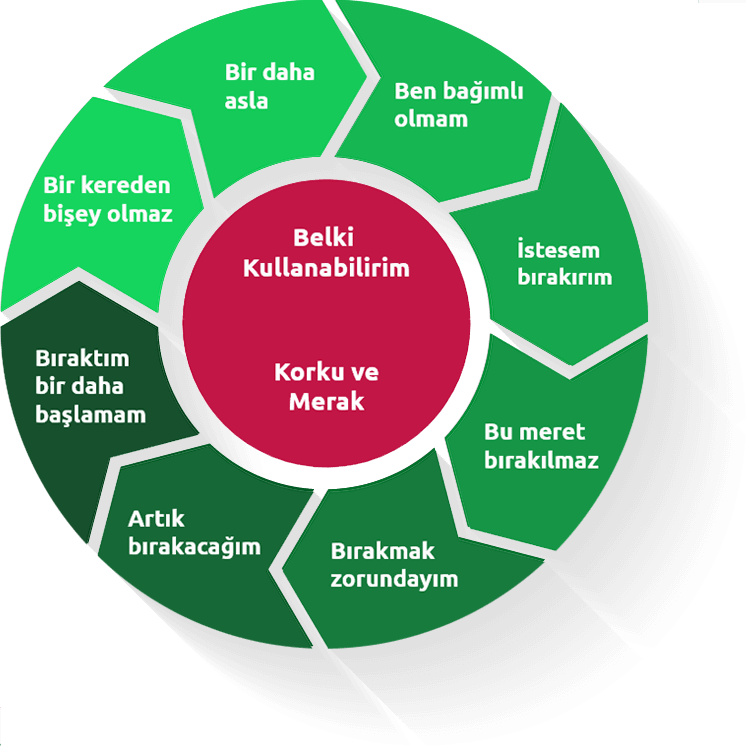 Bir daha
asla
Ben bağımlı
olmam
İstesem
bırakırım
Bu meret
bırakılmaz
Bırakmak
zorundayım
Artık
bırakacağım
Bıraktım
bir daha
başlamam
Bir kereden
bişey olmaz
Belki
Kullanabilirim
Korku ve
Merak